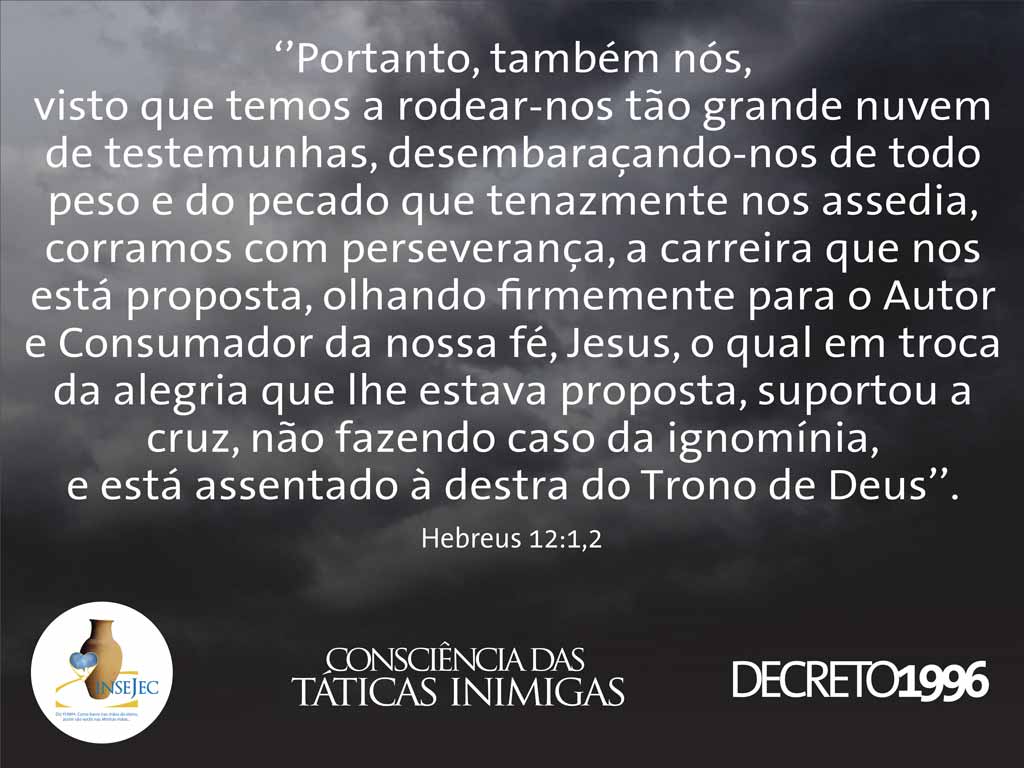 ‘’Portanto, também nós,
visto que temos a rodear-nos tão grande nuvem
de testemunhas, desembaraçando-nos de todo
peso e do pecado que tenazmente nos assedia,
corramos com perseverança, a carreira que nos
está proposta, olhando firmemente para o Autor
e Consumador da nossa fé, Jesus, o qual em troca
da alegria que lhe estava proposta, suportou a
cruz, não fazendo caso da ignomínia,
e está assentado à destra do Trono de Deus’’.
Hebreus 12:1,2
INSEJEC
CONSCIÊNCIA DAS
TÁTICAS INIMIGAS
DECRETO1996